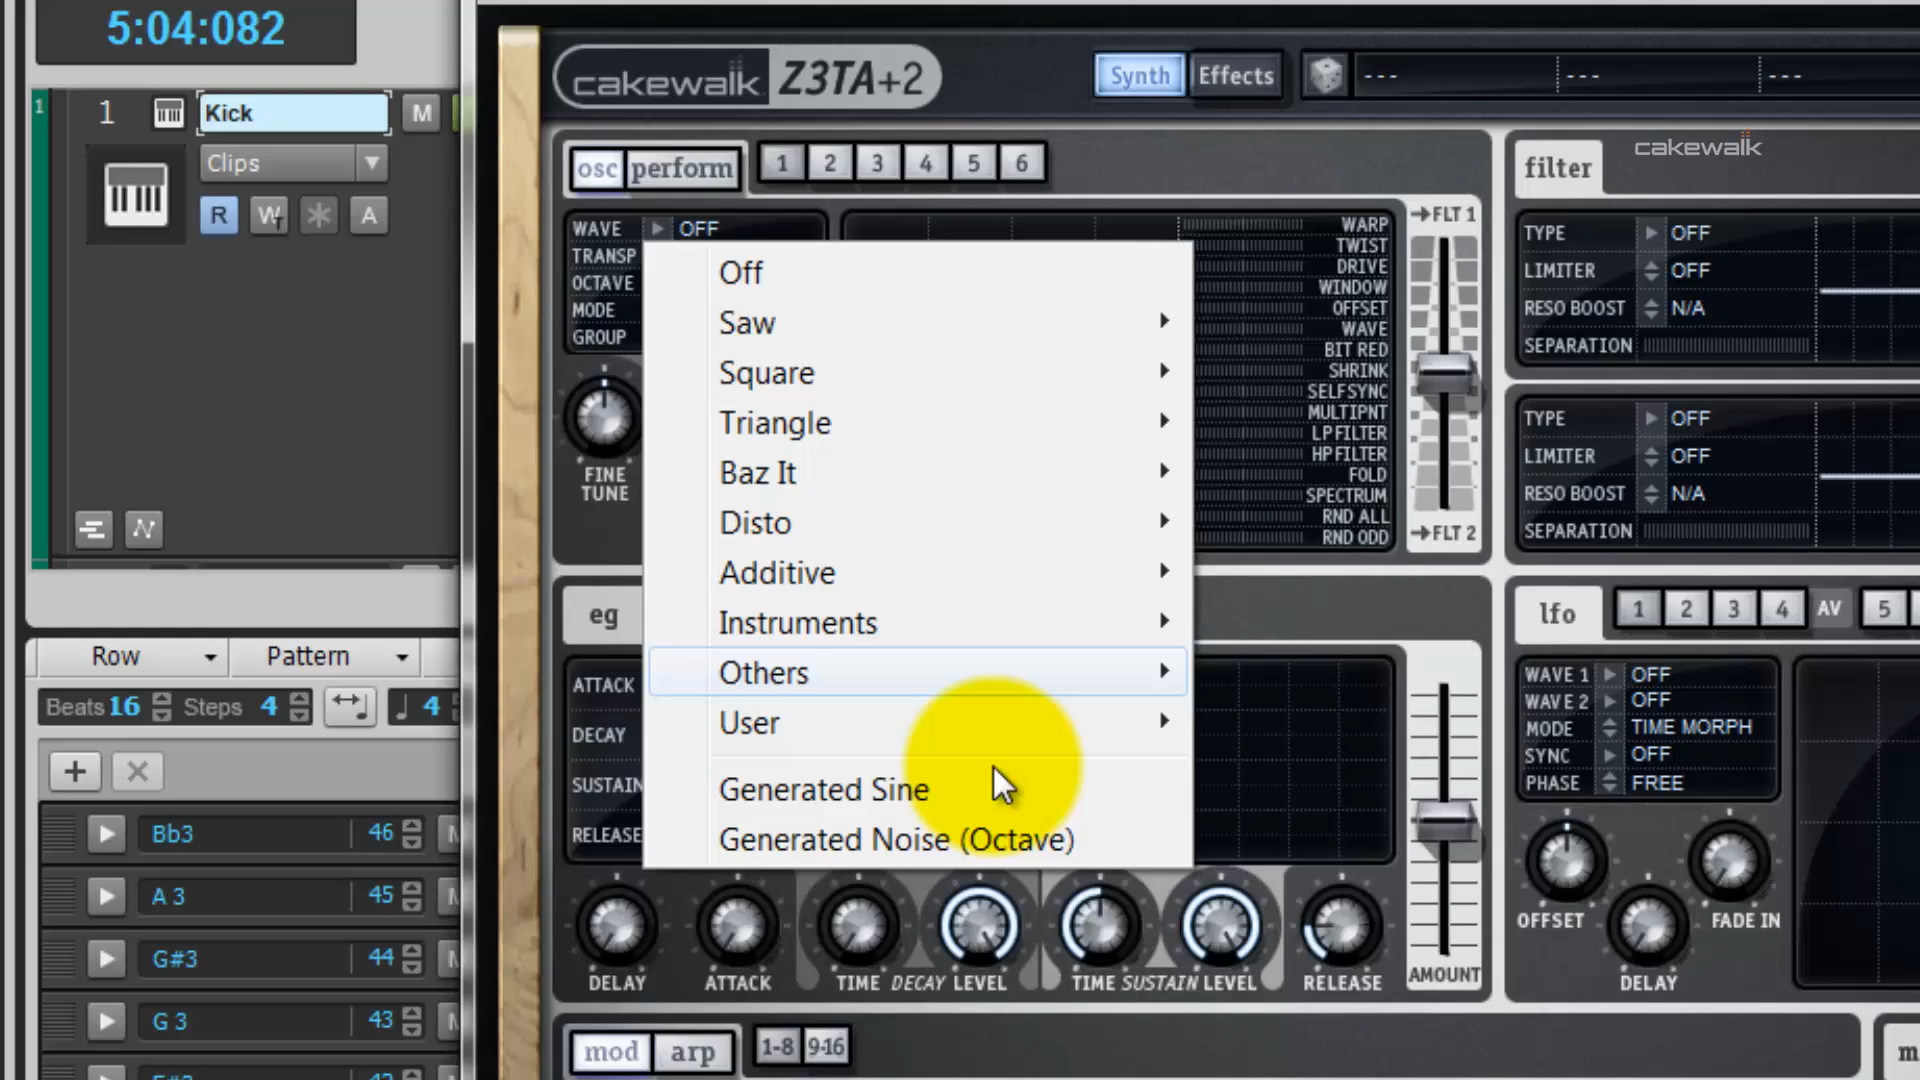 5:04:082
1
1
Kick
M
Clips
R
W
A
Row
Pattern
Beats 16
Steps 4
4
Bb3
46
A 3
45
G#3
44
G 3
43
cakewalk Z3TA+2
Synth
Effects
---
---
---
osc
perform
1
2
3
4
5
6
WAVE
OFF
TRANSP
OCTAVE
MODE
GROUP
FINE
TUNE
Off
Saw
Square
Triangle
Baz It
Disto
Additive
Instruments
Others
User
Generated Sine
Generated Noise (Octave)
WARP
TWIST
DRIVE
WINDOW
OFFSET
WAVE
BIT RED
SHRINK
SELFSYNC
MULTIPNT
LP FILTER
HP FILTER
FOLD
SPECTRUM
RND ALL
RND ODD
FLT 1
FLT 2
filter
cakewalk
TYPE
OFF
LIMITER
OFF
RESO BOOST
N/A
SEPARATION
TYPE
OFF
LIMITER
OFF
RESO BOOST
N/A
SEPARATION
eg
ATTACK
DECAY
SUSTAIN
RELEASE
DELAY
ATTACK
TIME DECAY LEVEL
TIME SUSTAIN LEVEL
RELEASE
AMOUNT
lfo
1
2
3
4
AV
5
WAVE 1
OFF
WAVE 2
OFF
MODE
TIME MORPH
SYNC
OFF
PHASE
FREE
OFFSET
DELAY
FADE IN
mod
arp
1-8
9-16